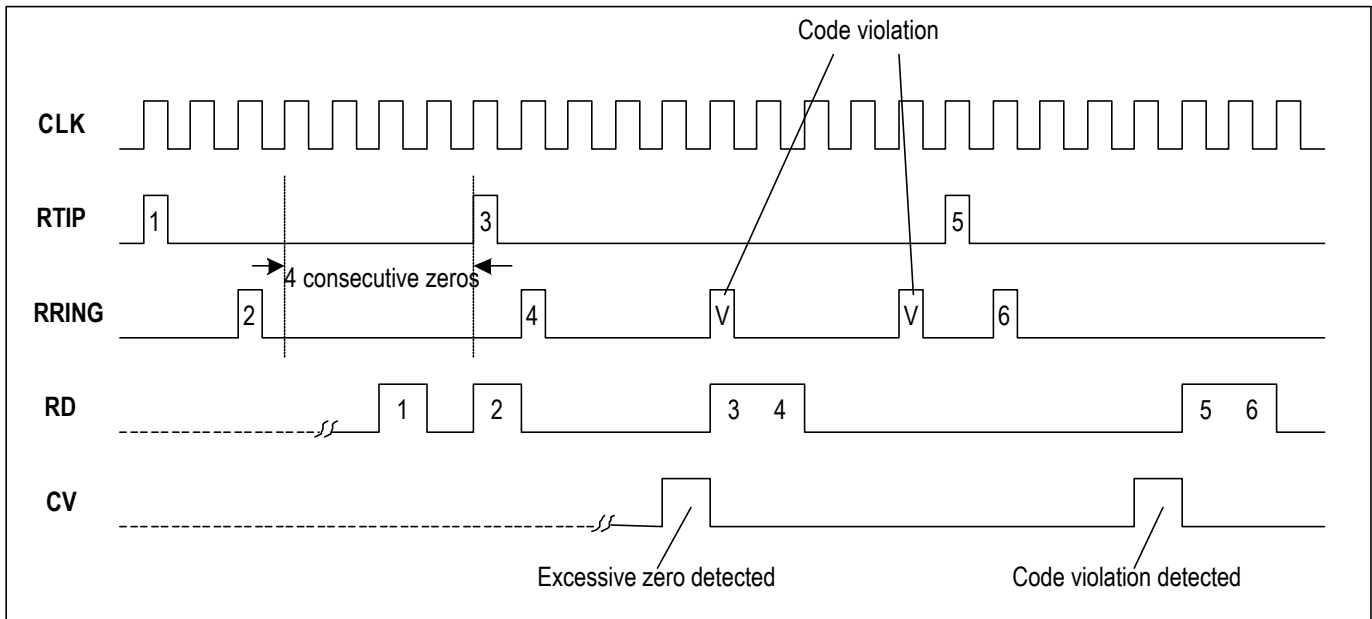 Code violation
CLK
RTIP
1
3
5
4 consecutive zeros
RRING
2
4
V
V
6
RD
1
2
3 4
5 6
CV
Excessive zero detected
Code violation detected